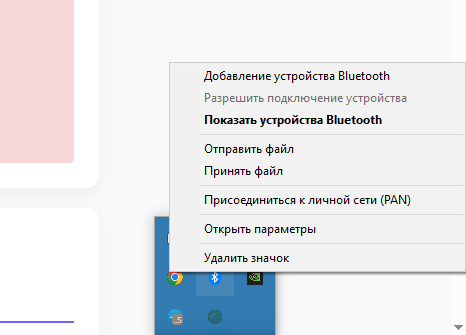 Добавление устройства Bluetooth
Разрешить подключение устройства
Показать устройства Bluetooth
Отправить файл
Принять файл
Присоединиться к личной сети (PAN)
Открыть параметры
Удалить значок